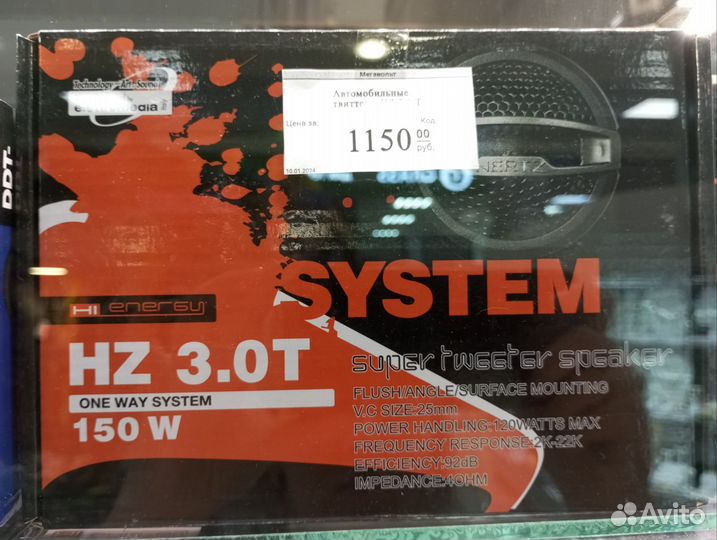 Мегавольт
Technology - Art - Sound
Автомобильные
Цена за:
Код:
1150 00
руб.
10.01.2024
HERTZ
DDT-
SYSTEM
HI energy
HZ 3.0T
super tweeter speaker
ONE WAY SYSTEM
150 W
FLUSH/ANGLE/SURFACE MOUNTING
V.C SIZE:25mm
POWER HANDLING:120WATTS MAX
FREQUENCY RESPONSE:2K-22K
EFFICIENCY:92dB
IMPEDANCE:4OHM
Avito